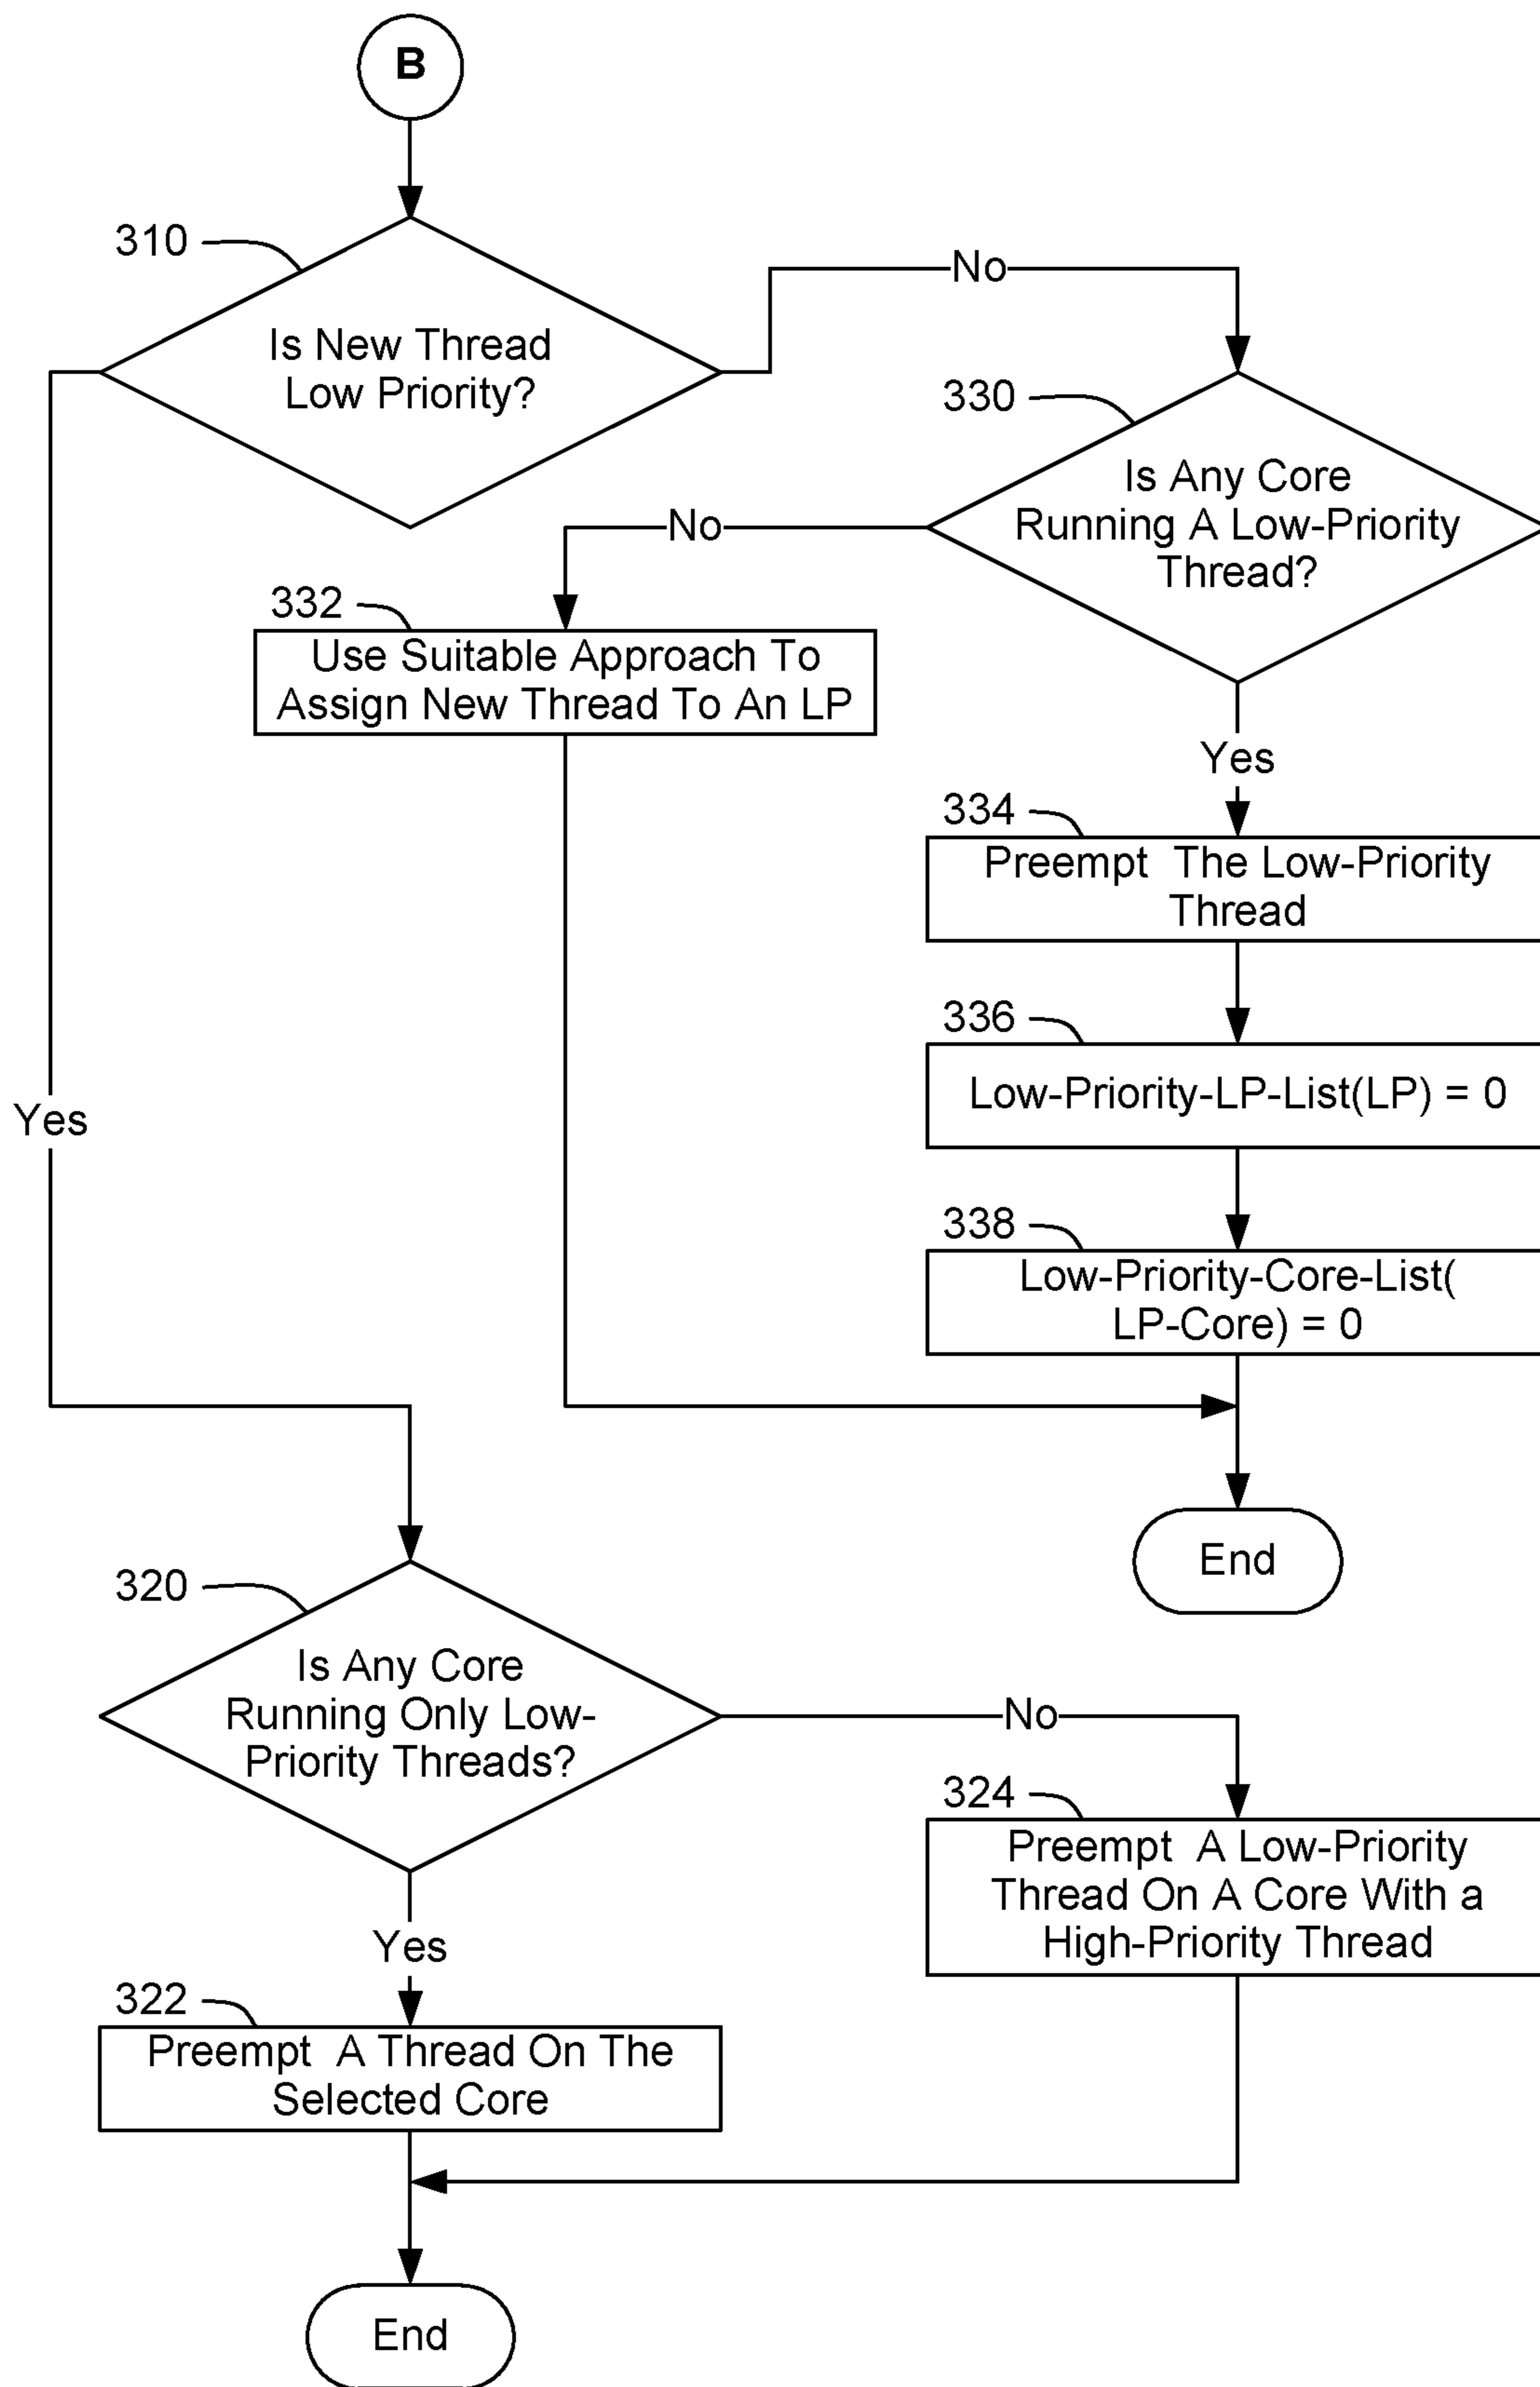 B
310
Is New Thread
Low Priority?
No
330
Is Any Core
Running A Low-Priority
Thread?
No
332
Use Suitable Approach To
Assign New Thread To An LP
Yes
334
Preempt The Low-Priority
Thread
336
Low-Priority-LP-List(LP) = 0
Yes
338
Low-Priority-Core-List(
LP-Core) = 0
End
320
Is Any Core
Running Only Low-
Priority Threads?
No
324
Preempt A Low-Priority
Thread On A Core With a
High-Priority Thread
Yes
322
Preempt A Thread On The
Selected Core
End